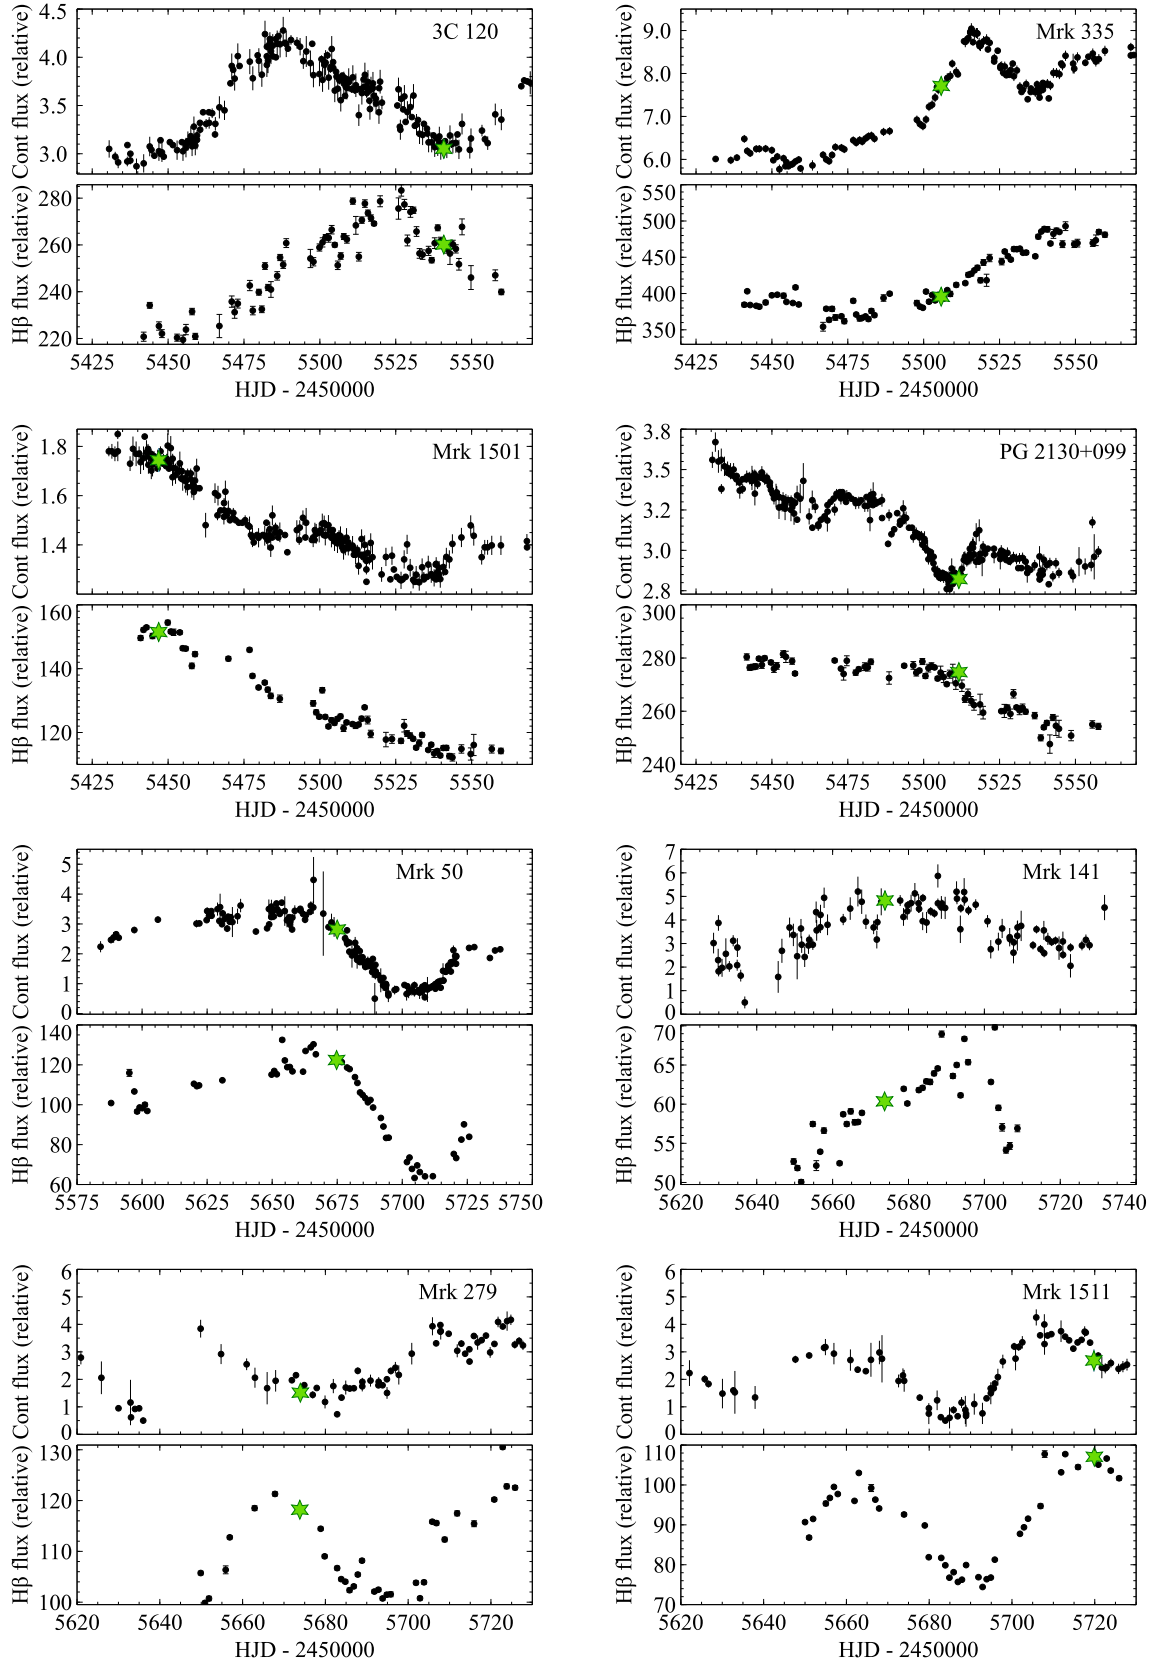 3C 120
Cont flux (relative)
4.5
4.0
3.5
3.0
Hβ flux (relative)
280
260
240
220
5425 5450 5475 5500 5525 5550
HJD - 2450000
Mrk 335
Cont flux (relative)
9.0
8.0
7.0
6.0
Hβ flux (relative)
550
500
450
400
350
5425 5450 5475 5500 5525 5550
HJD - 2450000
Mrk 1501
Cont flux (relative)
1.8
1.6
1.4
Hβ flux (relative)
160
140
120
5425 5450 5475 5500 5525 5550
HJD - 2450000
PG 2130+099
Cont flux (relative)
3.8
3.5
3.2
3.0
2.8
Hβ flux (relative)
300
280
260
240
5425 5450 5475 5500 5525 5550
HJD - 2450000
Mrk 50
Cont flux (relative)
5
4
3
2
1
0
Hβ flux (relative)
140
120
100
80
60
5575 5600 5625 5650 5675 5700 5725 5750
HJD - 2450000
Mrk 141
Cont flux (relative)
7
6
5
4
3
2
1
0
Hβ flux (relative)
70
65
60
55
50
5620 5640 5660 5680 5700 5720 5740
HJD - 2450000
Mrk 279
Cont flux (relative)
6
5
4
3
2
1
0
Hβ flux (relative)
130
120
110
100
5620 5640 5660 5680 5700 5720
HJD - 2450000
Mrk 1511
Cont flux (relative)
6
5
4
3
2
1
0
Hβ flux (relative)
110
100
90
80
70
5620 5640 5660 5680 5700 5720
HJD - 2450000